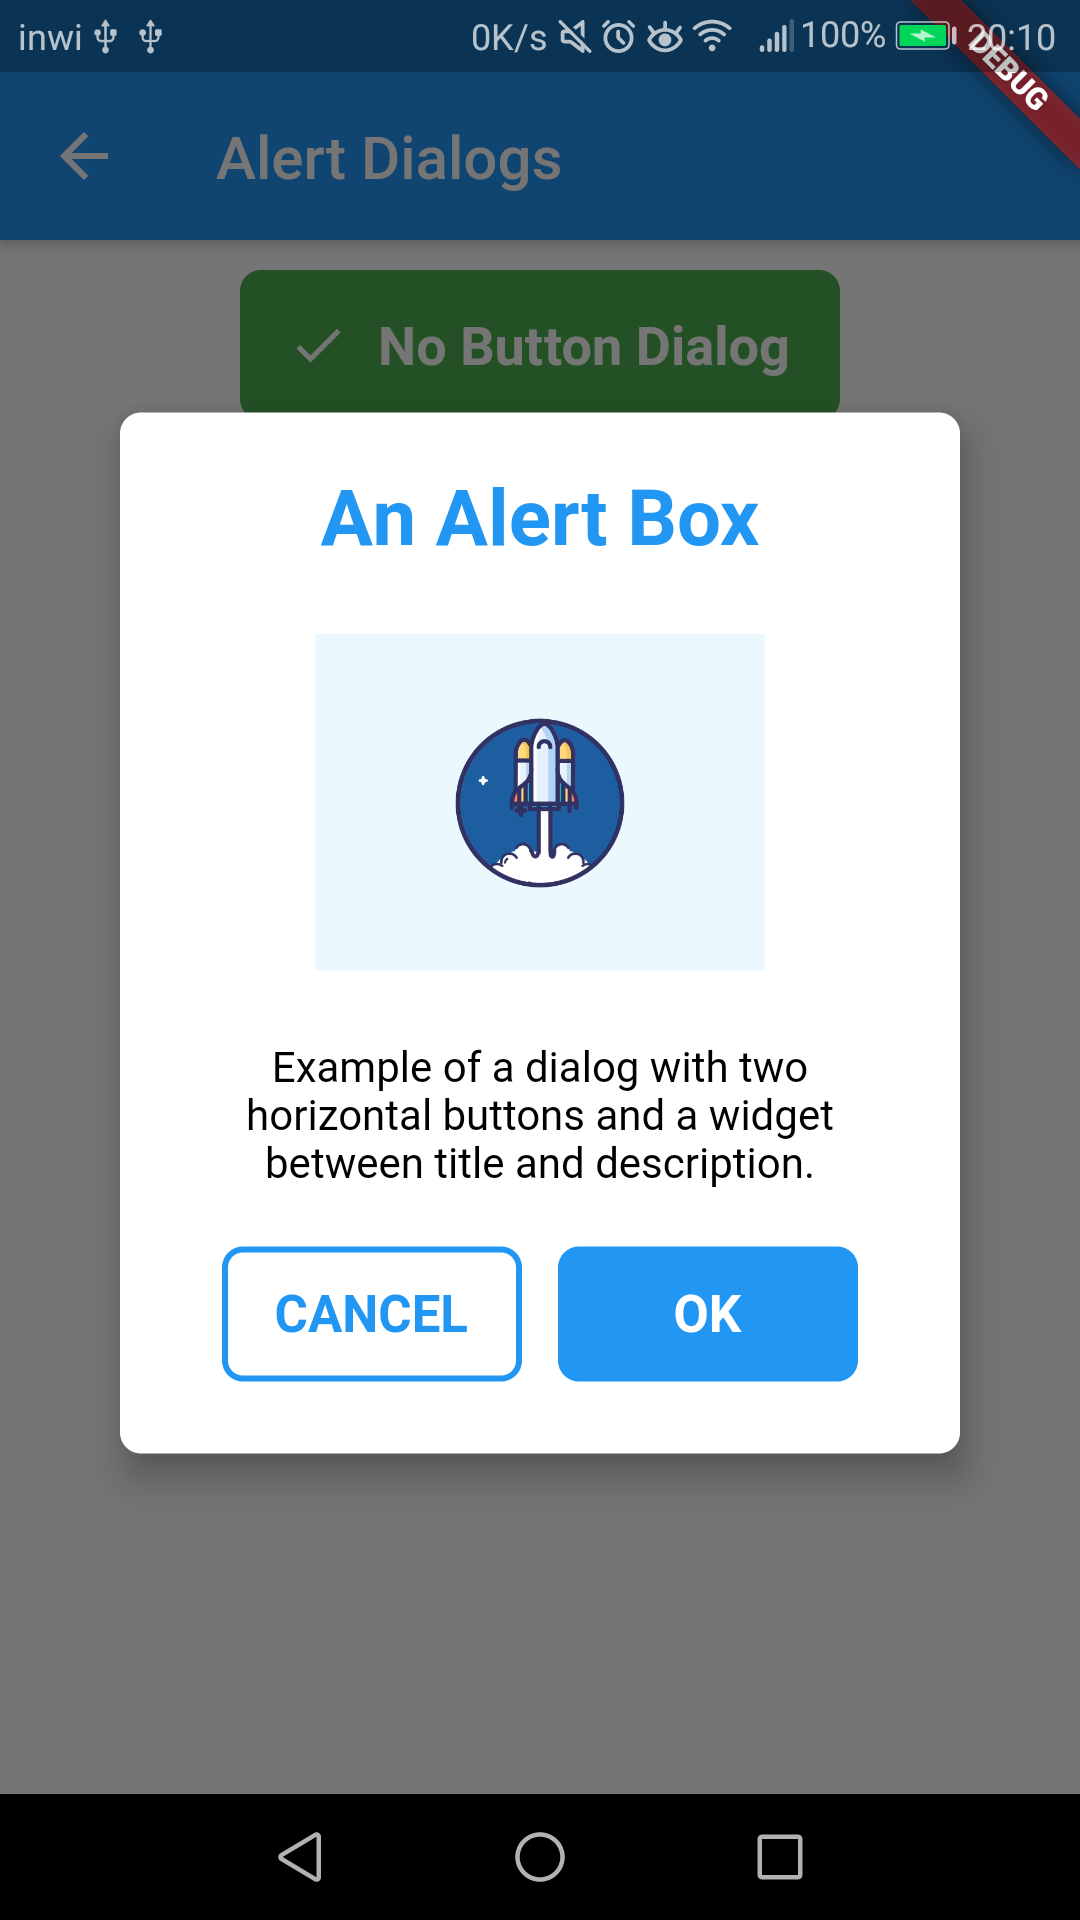 inwi 0K/s 100% 20:10
DEBUG
Alert Dialogs
No Button Dialog
An Alert Box
Example of a dialog with two
horizontal buttons and a widget
between title and description.
CANCEL OK